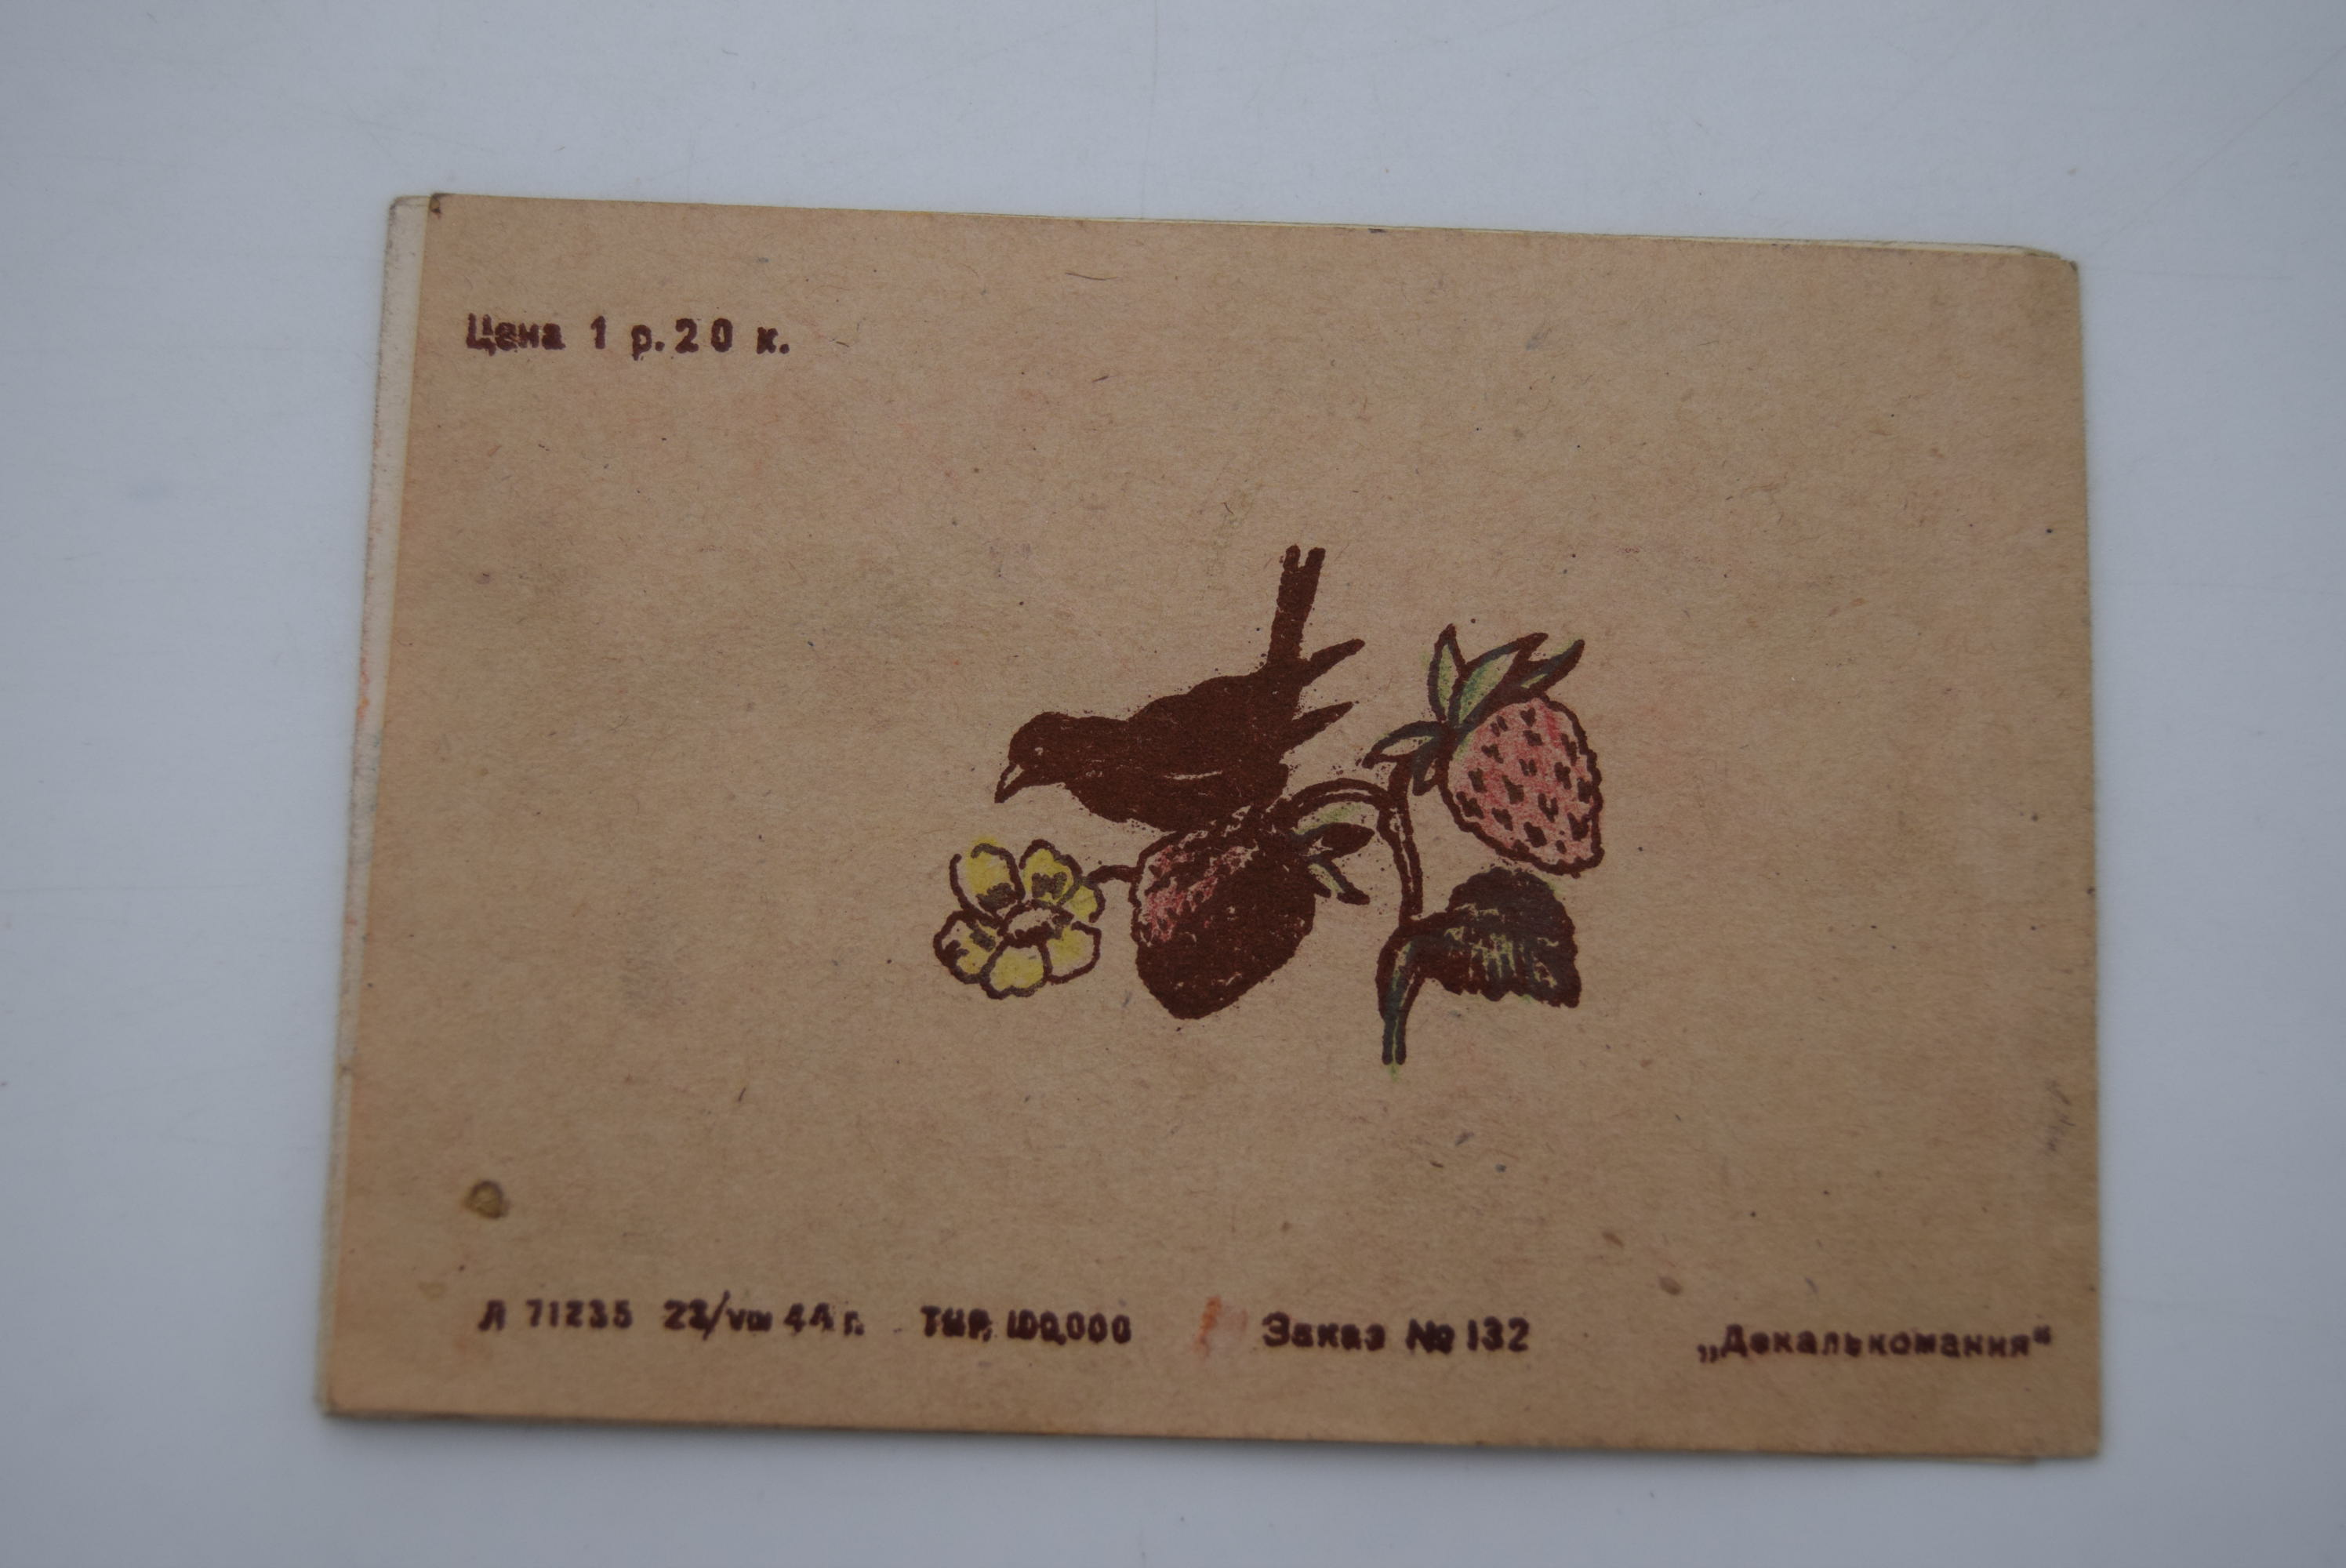 Цена 1 р. 20 к.
Л 71235 23/VIII 44 г. ТИР. 100,000 Заказ № 132 „Декалькомания“